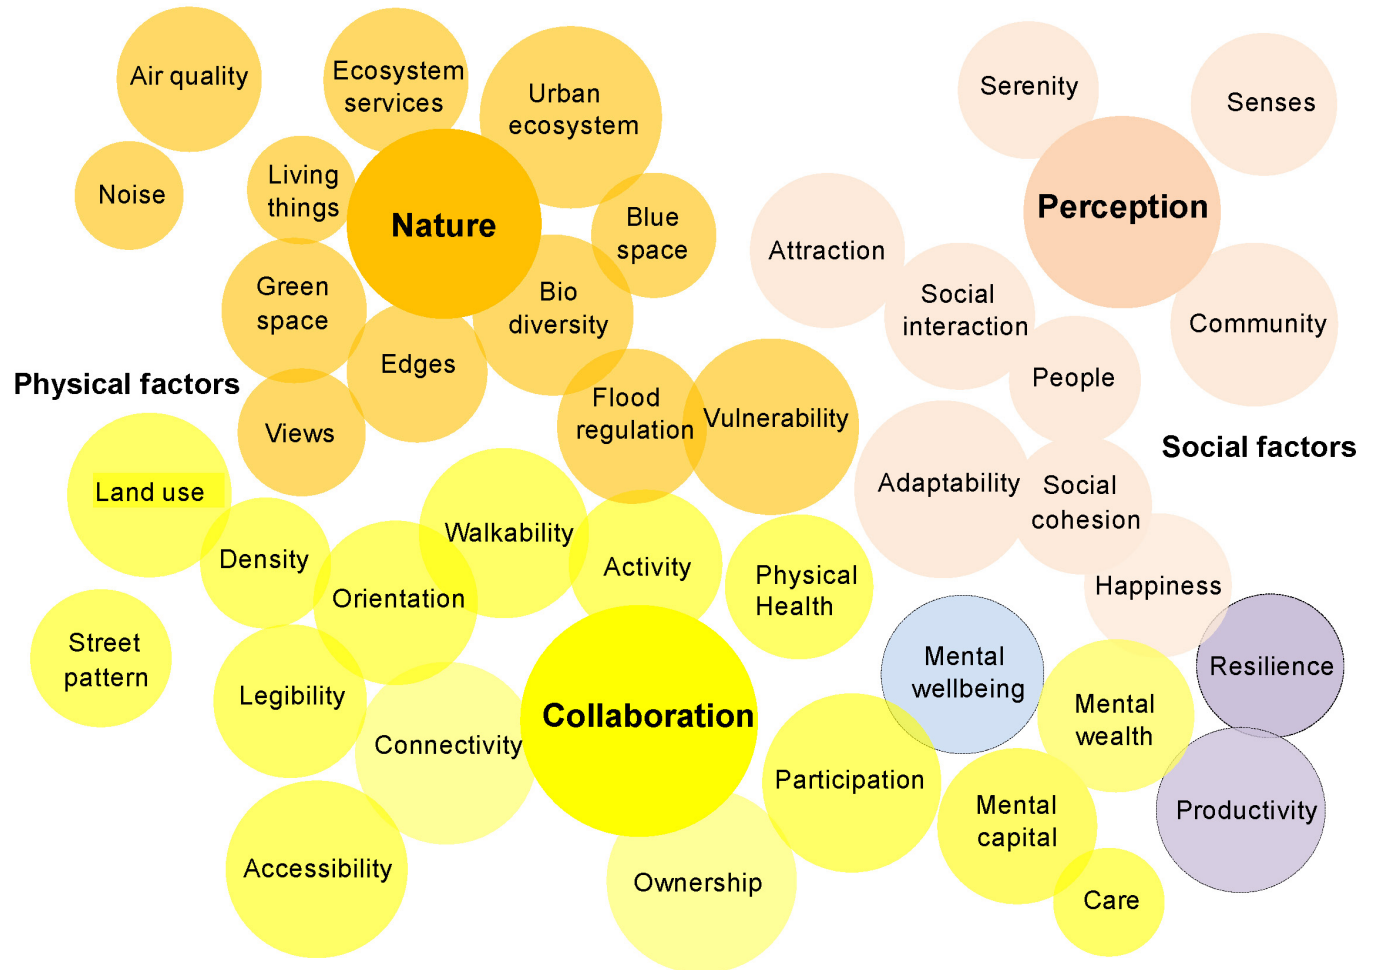 Air quality
Ecosystem
services
Urban
ecosystem
Serenity
Senses
Noise
Living
things
Nature
Blue
space
Perception
Attraction
Green
space
Bio
diversity
Social
interaction
Community
Edges
People
Physical factors
Views
Flood
regulation
Vulnerability
Social factors
Land use
Walkability
Adaptability
Social
cohesion
Density
Orientation
Activity
Physical
Health
Happiness
Street
pattern
Legibility
Mental
wellbeing
Resilience
Connectivity
Collaboration
Mental
wealth
Participation
Mental
capital
Productivity
Accessibility
Ownership
Care